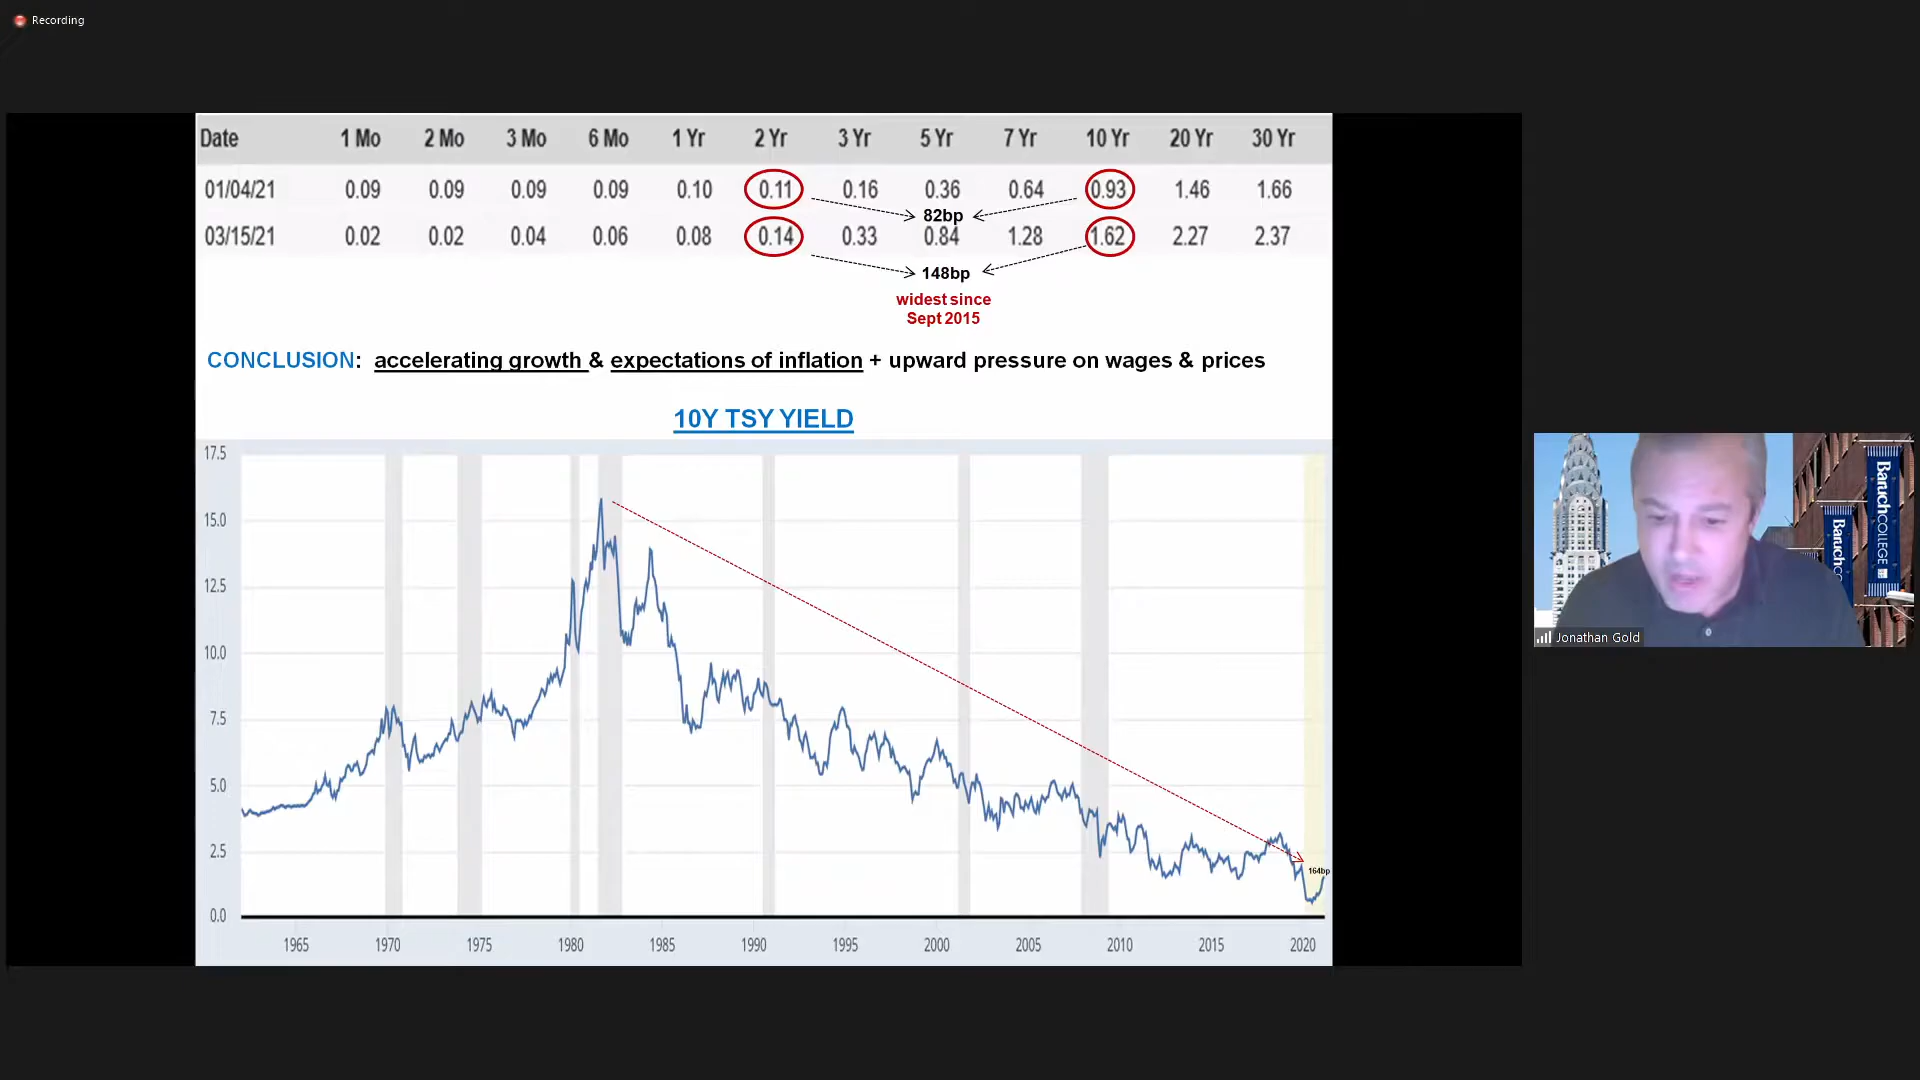 Recording
Date 1 Mo 2 Mo 3 Mo 6 Mo 1 Yr 2 Yr 3 Yr 5 Yr 7 Yr 10 Yr 20 Yr 30 Yr
01/04/21 0.09 0.09 0.09 0.09 0.10 0.11 0.16 0.36 0.64 0.93 1.46 1.66
82bp
03/15/21 0.02 0.02 0.04 0.06 0.08 0.14 0.33 0.84 1.28 1.62 2.27 2.37
148bp
widest since
Sept 2015
CONCLUSION: accelerating growth & expectations of inflation + upward pressure on wages & prices
10Y TSY YIELD
17.5
15.0
12.5
10.0
7.5
5.0
2.5
0.0
164bp
1965 1970 1975 1980 1985 1990 1995 2000 2005 2010 2015 2020
Baruch COLLEGE
Baruch CO
Jonathan Gold